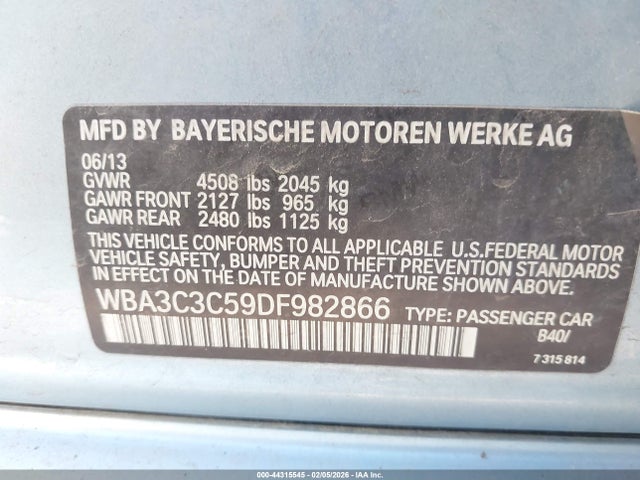 MFD BY BAYERISCHE MOTOREN WERKE AG
06/13
GVWR 4508 lbs 2045 kg
GAWR FRONT 2127 lbs 965 kg
GAWR REAR 2480 lbs 1125 kg
THIS VEHICLE CONFORMS TO ALL APPLICABLE U.S.FEDERAL MOTOR
VEHICLE SAFETY, BUMPER AND THEFT PREVENTION STANDARDS
IN EFFECT ON THE DATE OF MANUFACTURE SHOWN ABOVE.
WBA3C3C59DF982866 TYPE: PASSENGER CAR
B40/
7315814
000-44315545 - 02/05/2026 - IAA Inc.